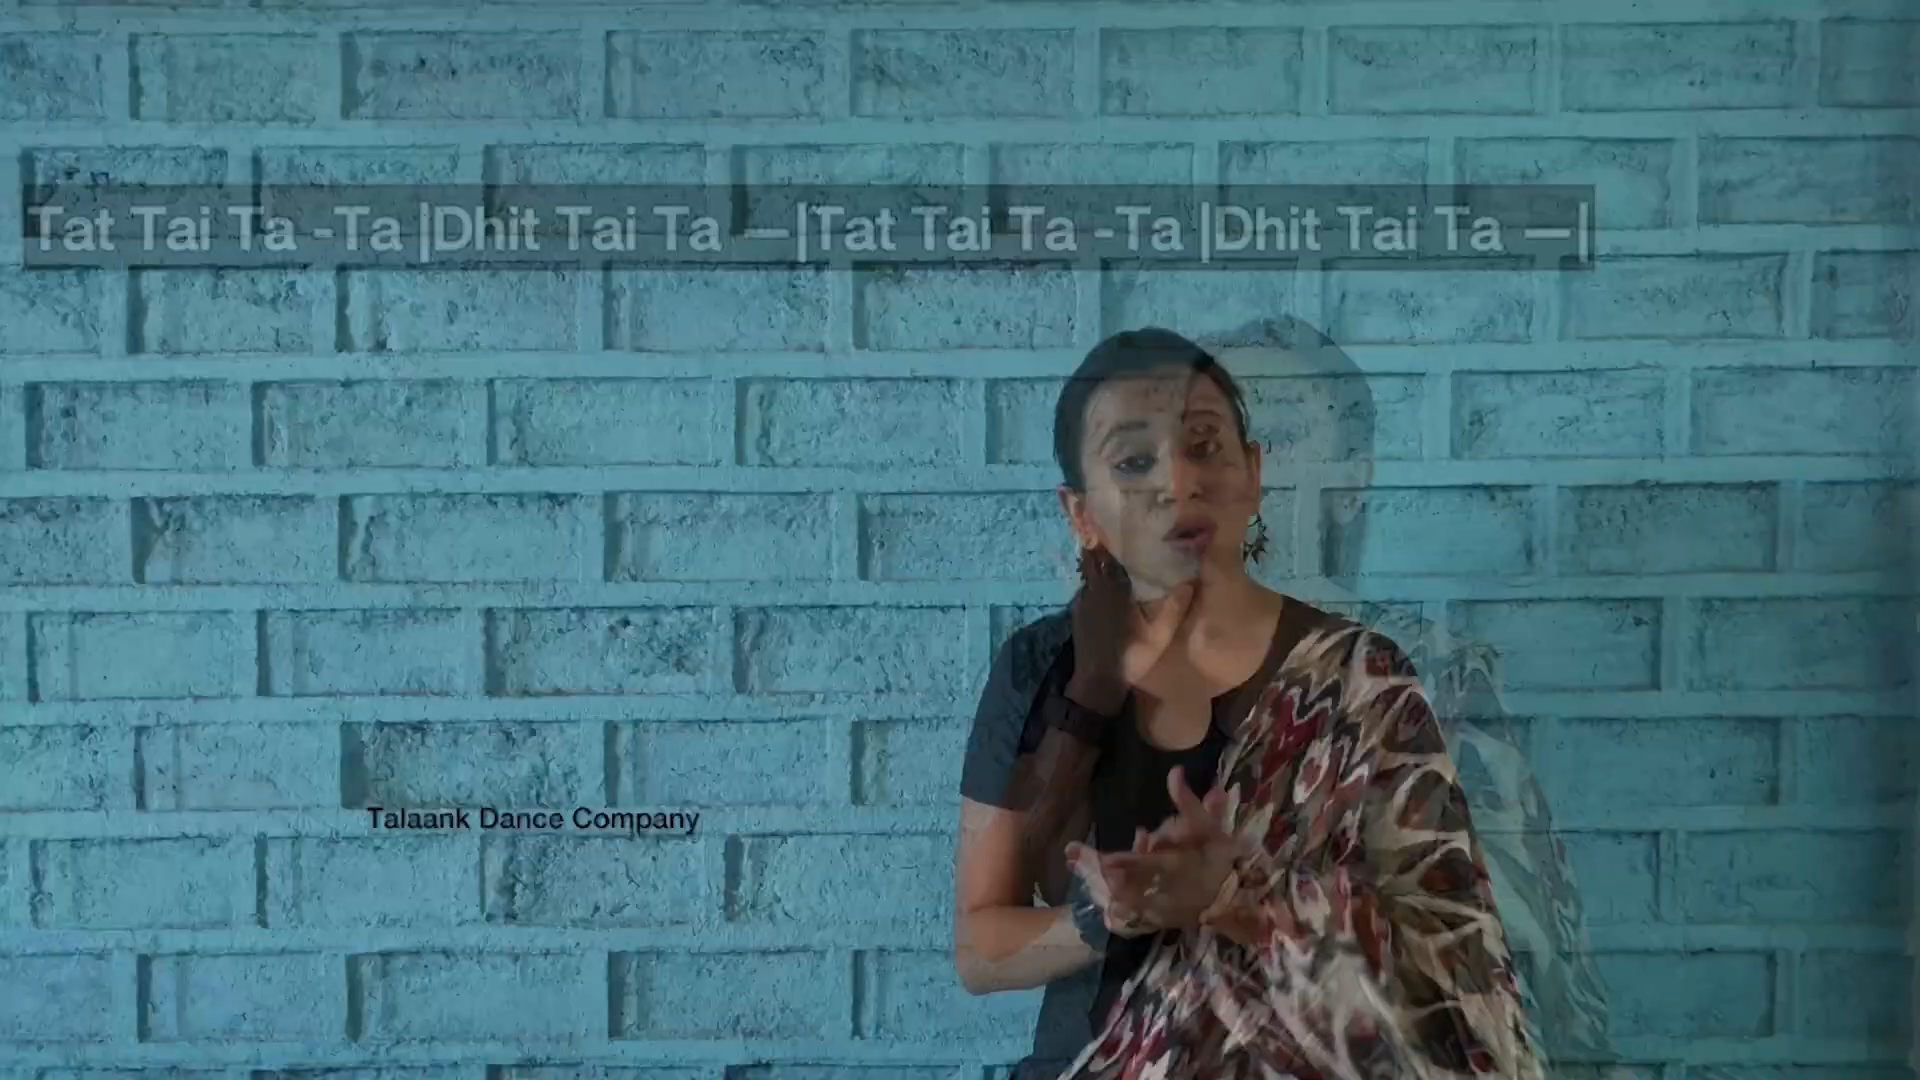 Tat Tai Ta -Ta |Dhit Tai Ta —|Tat Tai Ta -Ta |Dhit Tai Ta —|
Talaank Dance Company